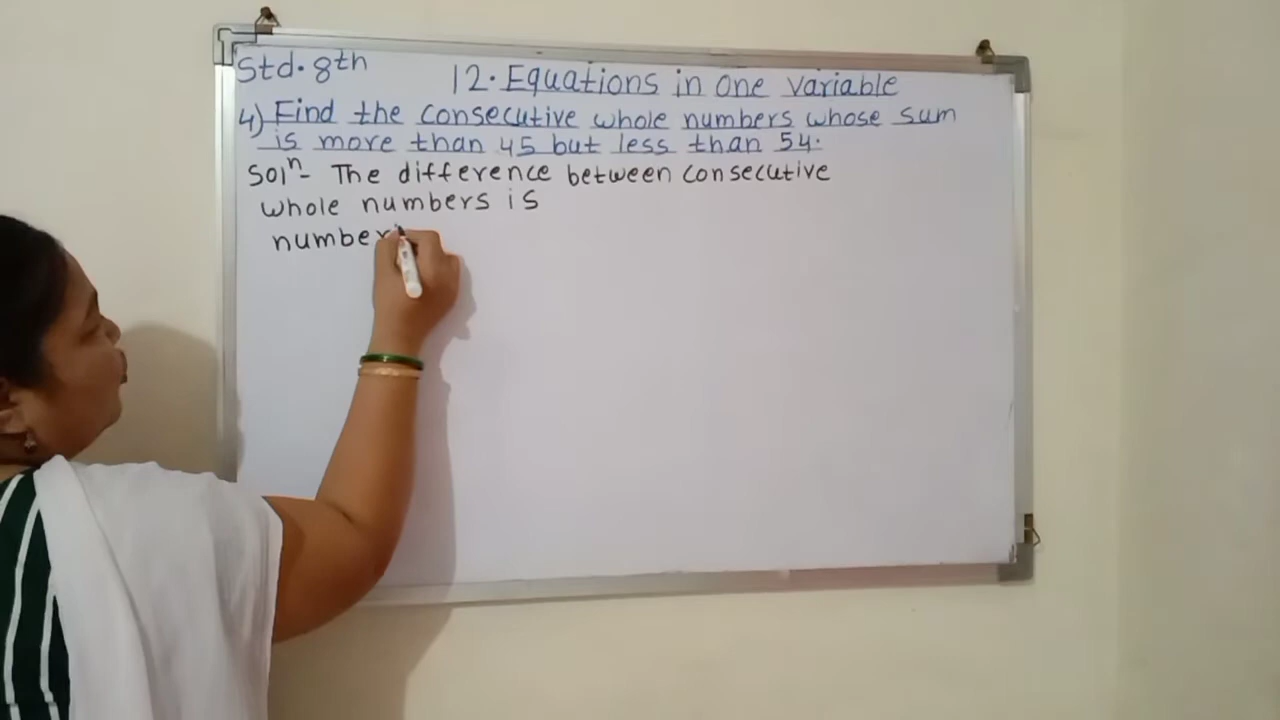 Std. 8th
12. Equations in one variable
4) Find the consecutive whole numbers whose sum
is more than 45 but less than 54.
Solⁿ- The difference between consecutive
whole numbers is
number